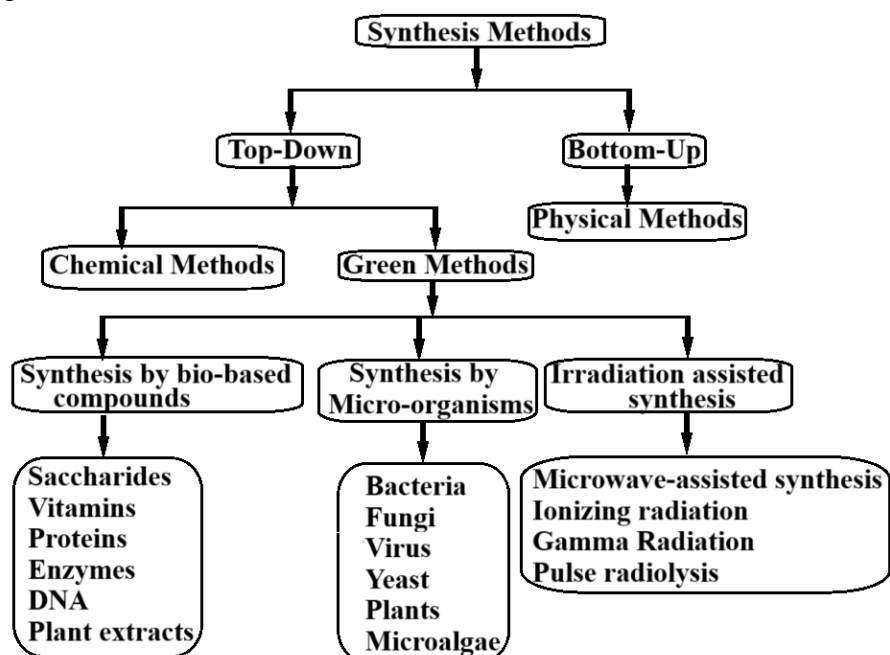 Synthesis Methods
Top-Down
Bottom-Up
Physical Methods
Chemical Methods
Green Methods
Synthesis by bio-based
compounds
Synthesis by
Micro-organisms
Irradiation assisted
synthesis
Saccharides
Vitamins
Proteins
Enzymes
DNA
Plant extracts
Bacteria
Fungi
Virus
Yeast
Plants
Microalgae
Microwave-assisted synthesis
Ionizing radiation
Gamma Radiation
Pulse radiolysis